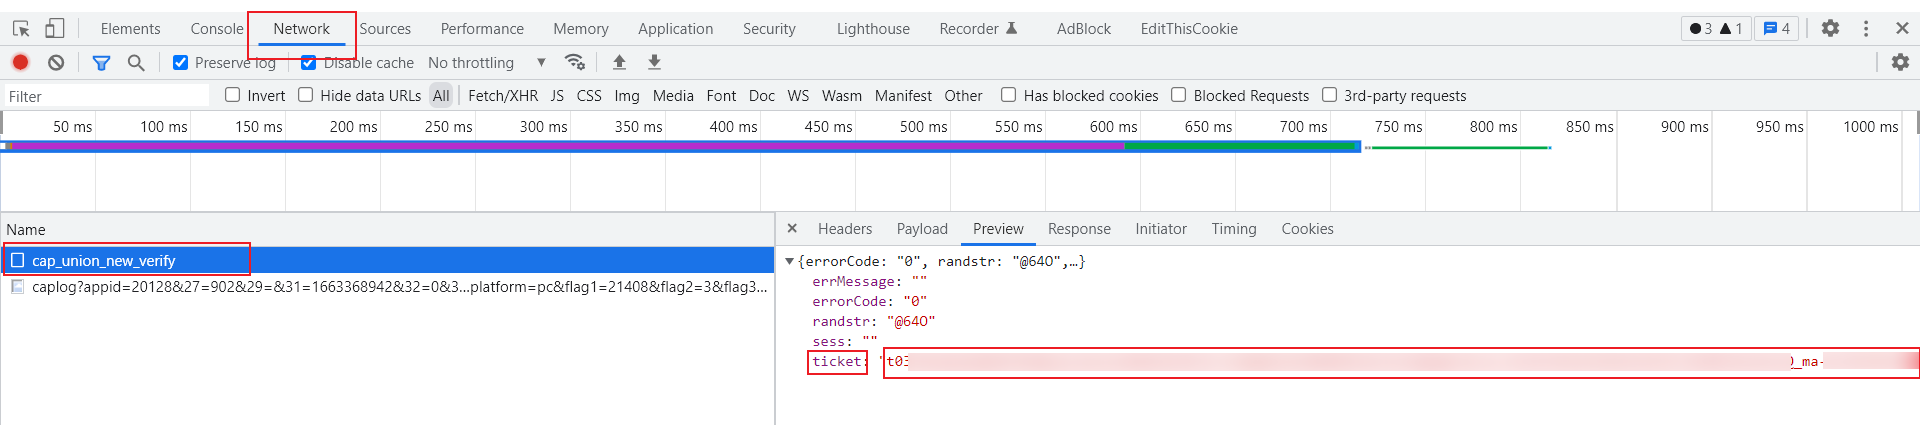 Elements Console Network Sources Performance Memory Application Security Lighthouse Recorder AdBlock EditThisCookie 3 1 4
Preserve log Disable cache No throttling
Filter Invert Hide data URLs All Fetch/XHR JS CSS Img Media Font Doc WS Wasm Manifest Other Has blocked cookies Blocked Requests 3rd-party requests
50 ms 100 ms 150 ms 200 ms 250 ms 300 ms 350 ms 400 ms 450 ms 500 ms 550 ms 600 ms 650 ms 700 ms 750 ms 800 ms 850 ms 900 ms 950 ms 1000 ms
Name
cap_union_new_verify
caplog?appid=20128&27=902&29=&31=1663368942&32=0&3...platform=pc&flag1=21408&flag2=3&flag3...
Headers Payload Preview Response Initiator Timing Cookies
{errorCode: "0", randstr: "@64O",…}
errMessage: ""
errorCode: "0"
randstr: "@64O"
sess: ""
ticket: "t03 _ma-